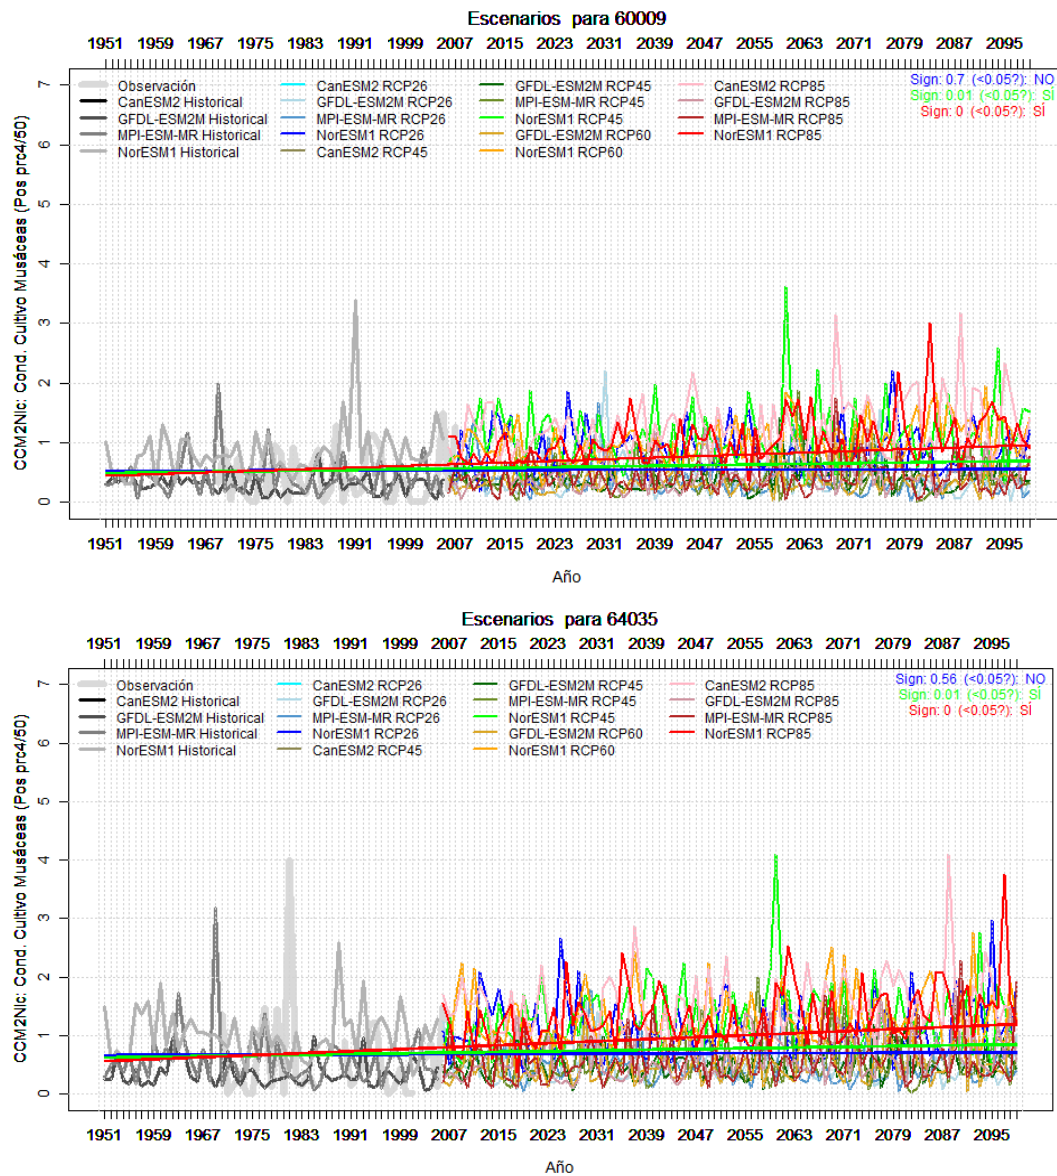 Escenarios para 60009
1951 1959 1967 1975 1983 1991 1999 2007 2015 2023 2031 2039 2047 2055 2063 2071 2079 2087 2095
CCM2NIc: Cond. Cultivo Musáceas (Pos prc4/50)
7
6
5
4
3
2
1
0
Observación
CanESM2 Historical
GFDL-ESM2M Historical
MPI-ESM-MR Historical
NorESM1 Historical
CanESM2 RCP26
GFDL-ESM2M RCP26
MPI-ESM-MR RCP26
NorESM1 RCP26
CanESM2 RCP45
GFDL-ESM2M RCP45
MPI-ESM-MR RCP45
NorESM1 RCP45
GFDL-ESM2M RCP60
NorESM1 RCP60
CanESM2 RCP85
GFDL-ESM2M RCP85
MPI-ESM-MR RCP85
NorESM1 RCP85
Sign: 0.7 (<0.05?): NO
Sign: 0.01 (<0.05?): SÍ
Sign: 0 (<0.05?): SÍ
1951 1959 1967 1975 1983 1991 1999 2007 2015 2023 2031 2039 2047 2055 2063 2071 2079 2087 2095
Año
Escenarios para 64035
1951 1959 1967 1975 1983 1991 1999 2007 2015 2023 2031 2039 2047 2055 2063 2071 2079 2087 2095
CCM2NIc: Cond. Cultivo Musáceas (Pos prc4/50)
7
6
5
4
3
2
1
0
Observación
CanESM2 Historical
GFDL-ESM2M Historical
MPI-ESM-MR Historical
NorESM1 Historical
CanESM2 RCP26
GFDL-ESM2M RCP26
MPI-ESM-MR RCP26
NorESM1 RCP26
CanESM2 RCP45
GFDL-ESM2M RCP45
MPI-ESM-MR RCP45
NorESM1 RCP45
GFDL-ESM2M RCP60
NorESM1 RCP60
CanESM2 RCP85
GFDL-ESM2M RCP85
MPI-ESM-MR RCP85
NorESM1 RCP85
Sign: 0.56 (<0.05?): NO
Sign: 0.01 (<0.05?): SÍ
Sign: 0 (<0.05?): SÍ
1951 1959 1967 1975 1983 1991 1999 2007 2015 2023 2031 2039 2047 2055 2063 2071 2079 2087 2095
Año